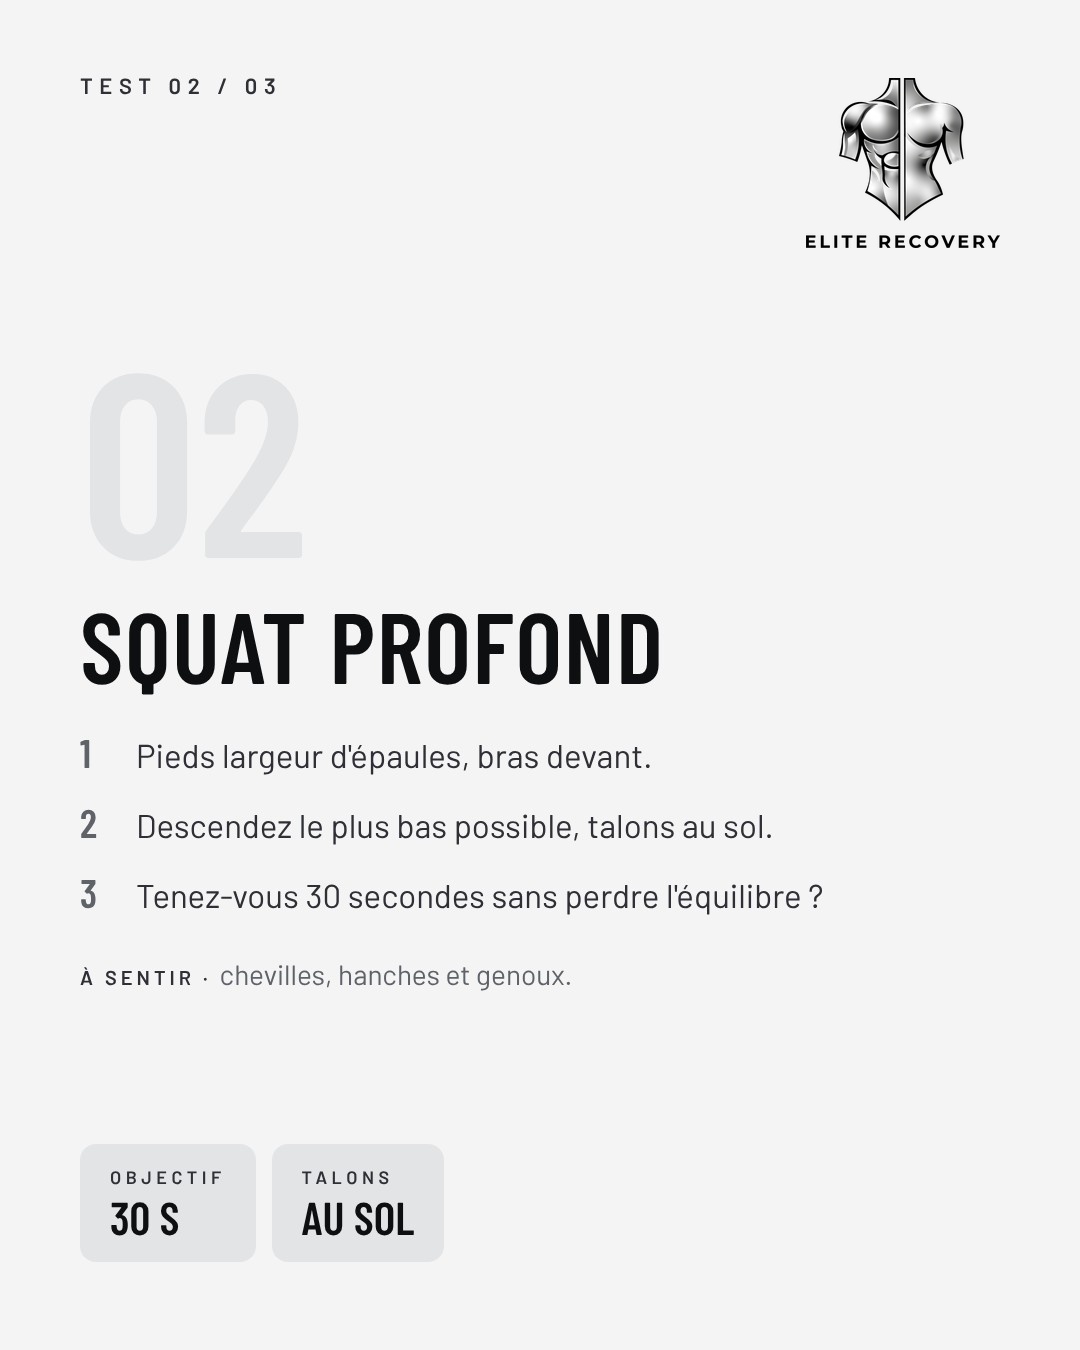 TEST 02 / 03
ELITE RECOVERY
02
SQUAT PROFOND
1 Pieds largeur d'épaules, bras devant.
2 Descendez le plus bas possible, talons au sol.
3 Tenez-vous 30 secondes sans perdre l'équilibre ?
À SENTIR · chevilles, hanches et genoux.
OBJECTIF
30 S
TALONS
AU SOL